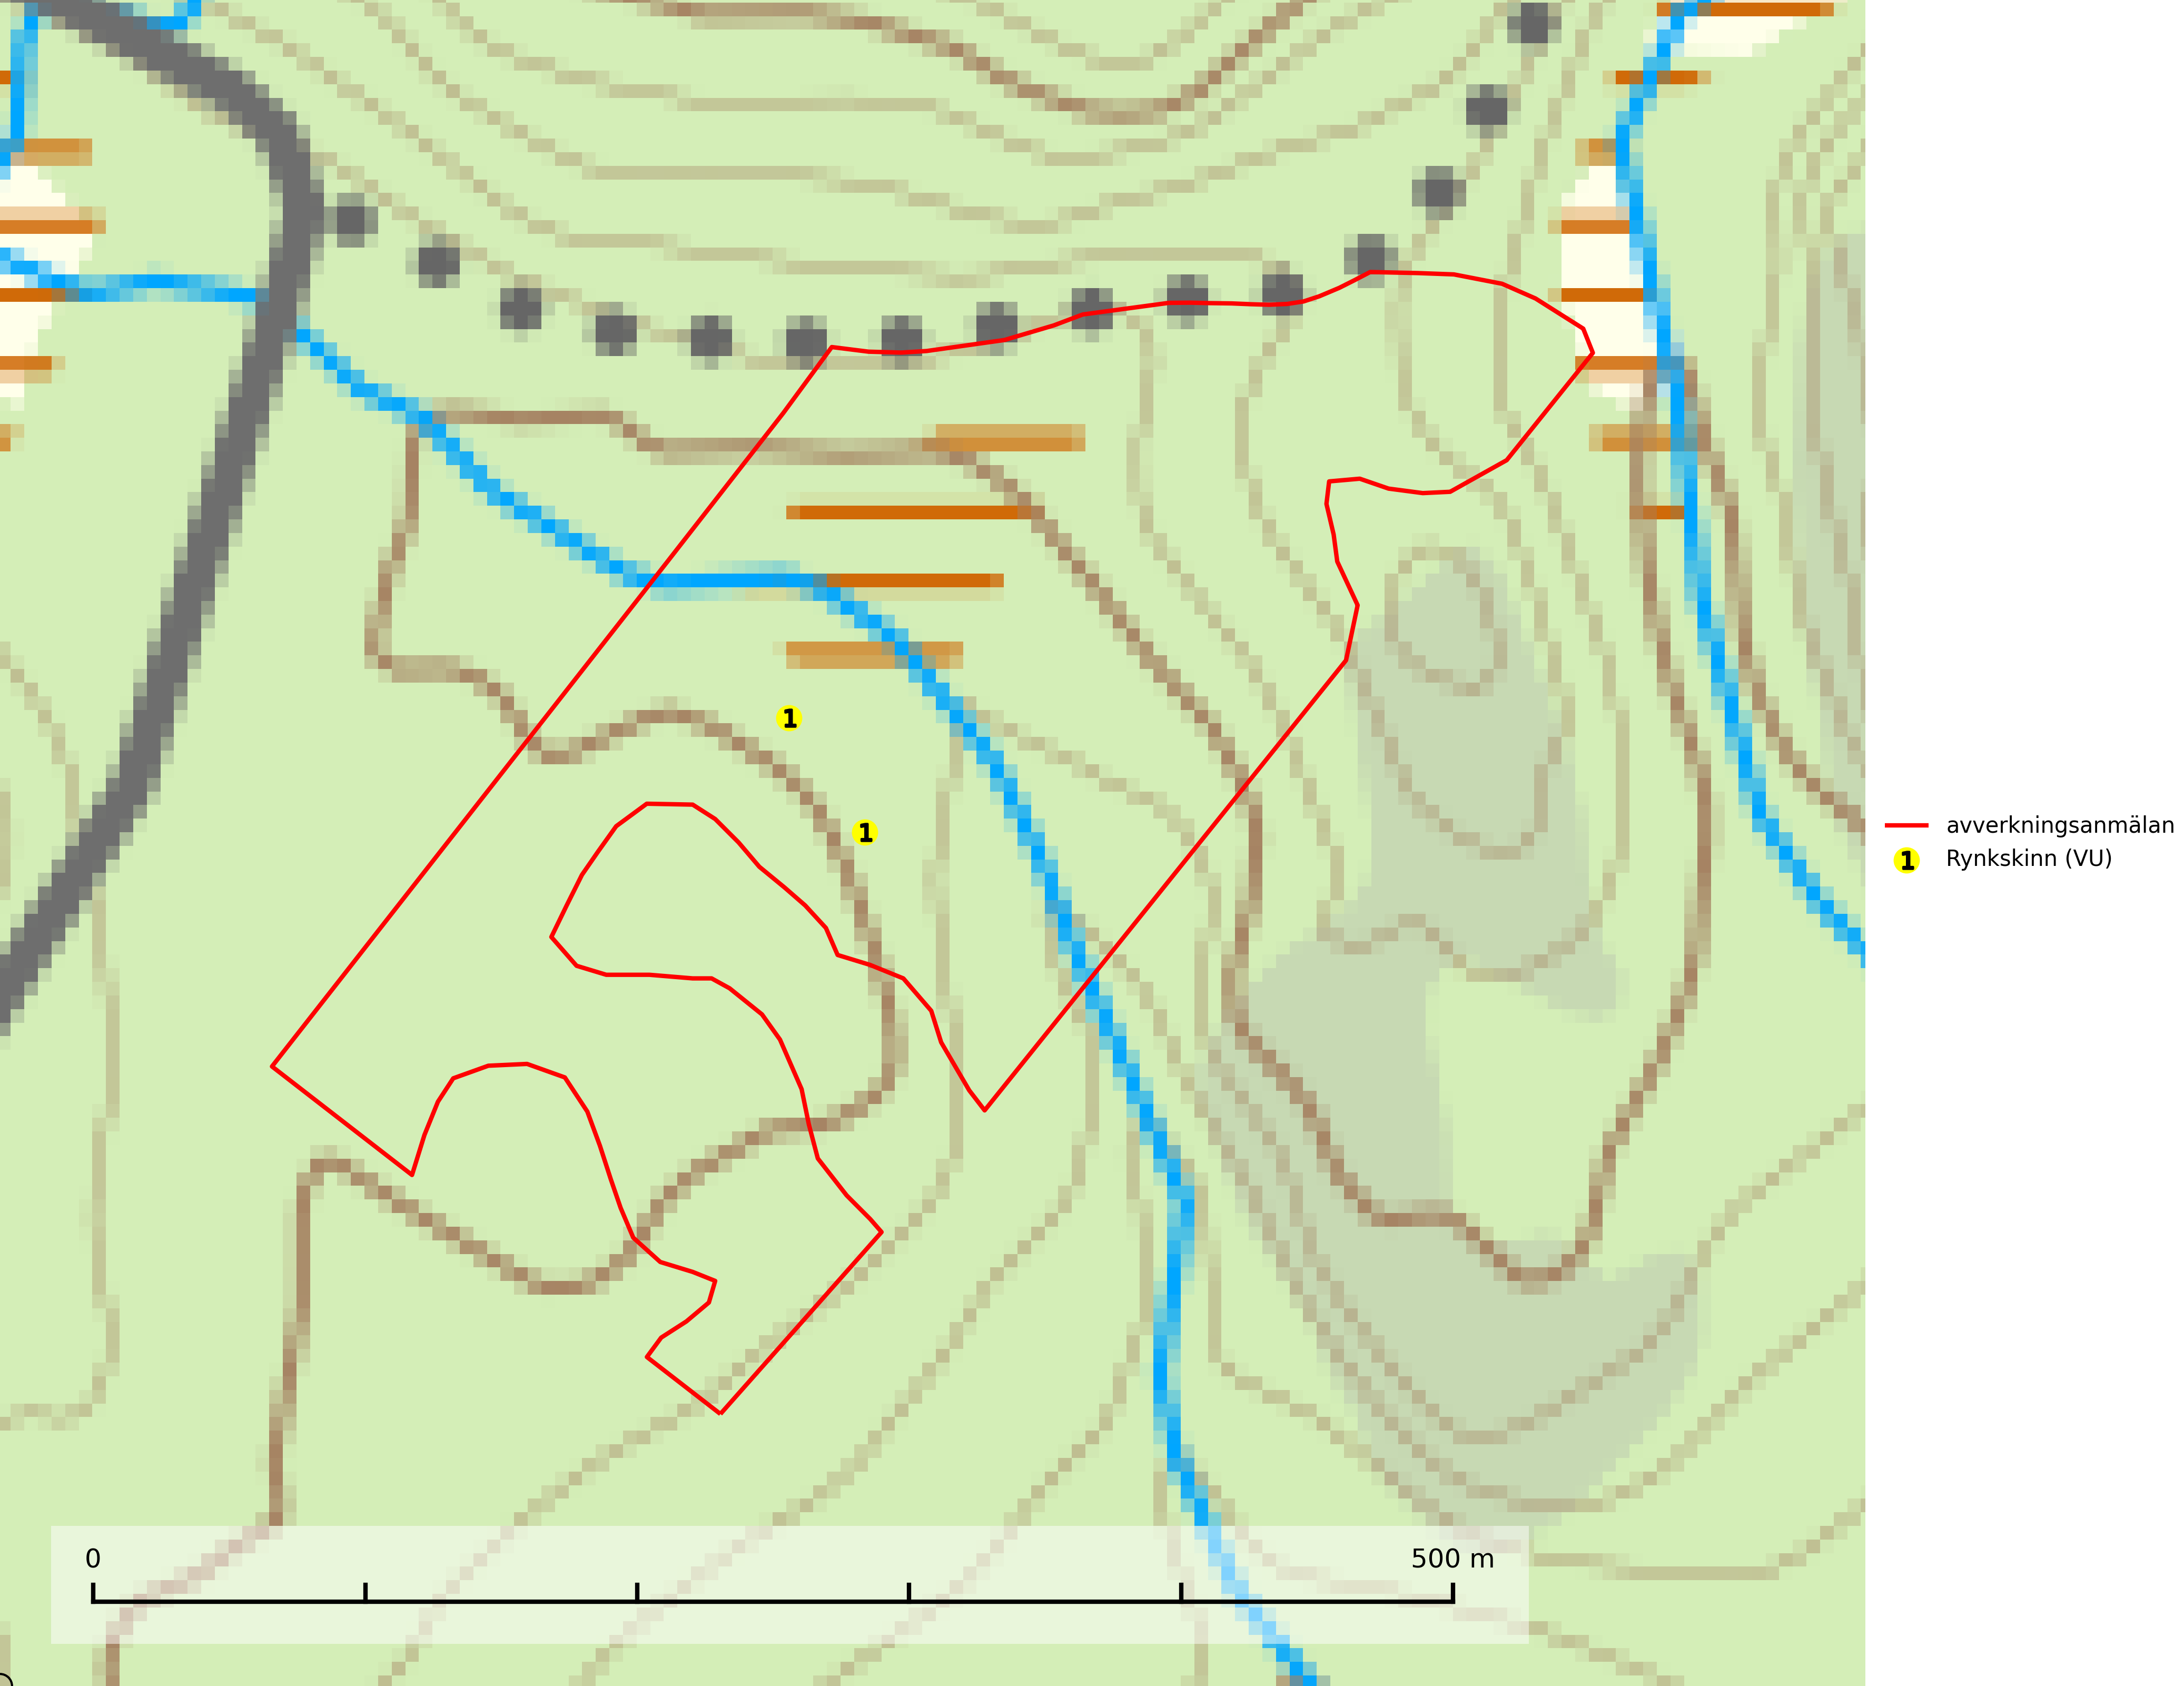 1
1
avverkningsanmälan
1 Rynkskinn (VU)
0 500 m